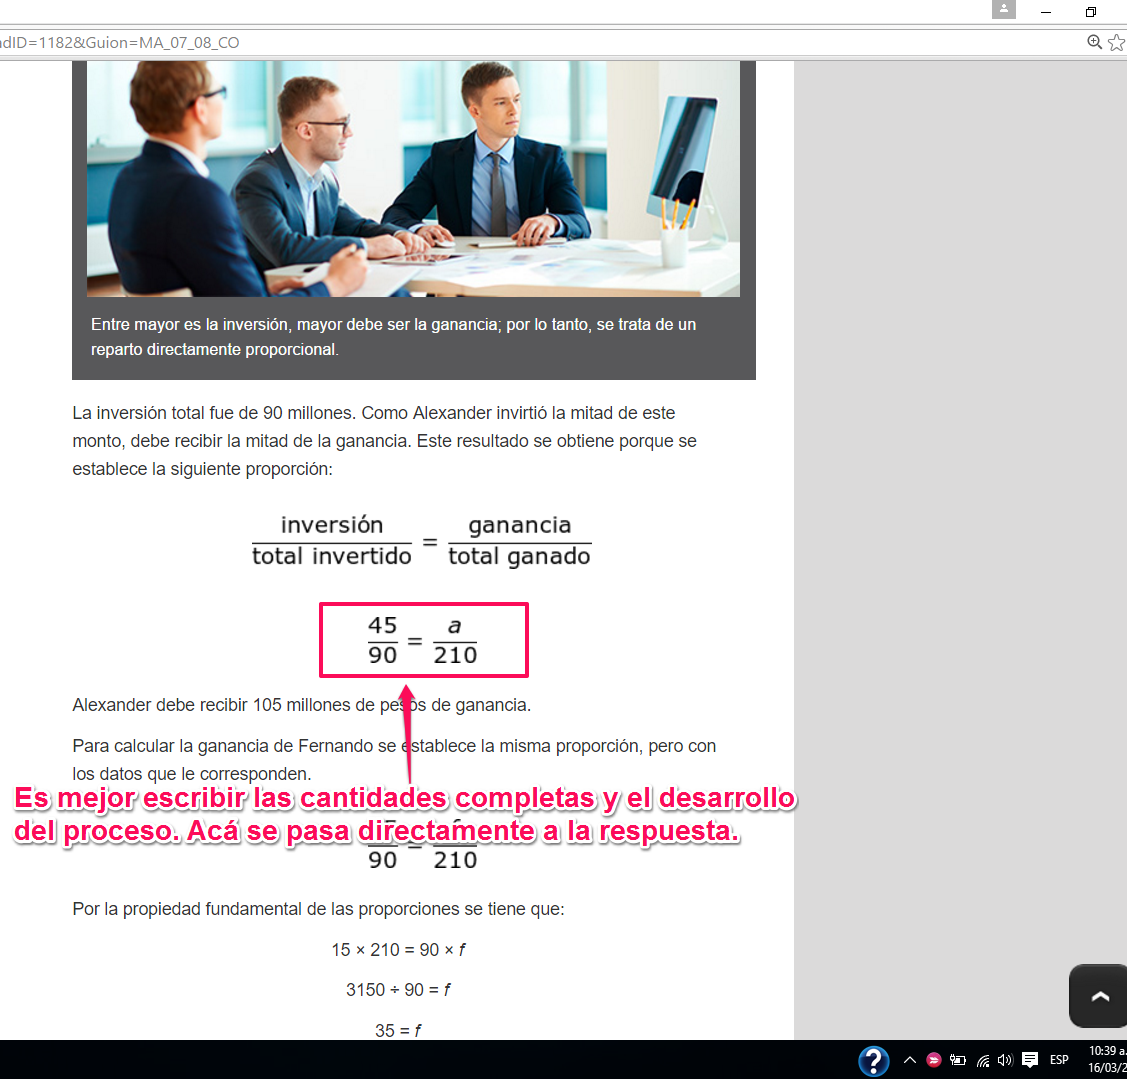 ndID=1182&Guion=MA_07_08_CO
Entre mayor es la inversión, mayor debe ser la ganancia; por lo tanto, se trata de un
reparto directamente proporcional.
La inversión total fue de 90 millones. Como Alexander invirtió la mitad de este
monto, debe recibir la mitad de la ganancia. Este resultado se obtiene porque se
establece la siguiente proporción:
inversión ganancia
=
total invertido total ganado
45 a
=
90 210
Alexander debe recibir 105 millones de pesos de ganancia.
Para calcular la ganancia de Fernando se establece la misma proporción, pero con
los datos que le corresponden.
Es mejor escribir las cantidades completas y el desarrollo
del proceso. Acá se pasa directamente a la respuesta.
=
90 210
Por la propiedad fundamental de las proporciones se tiene que:
15 × 210 = 90 × f
3150 ÷ 90 = f
35 = f
ESP
10:39 a.
16/03/2